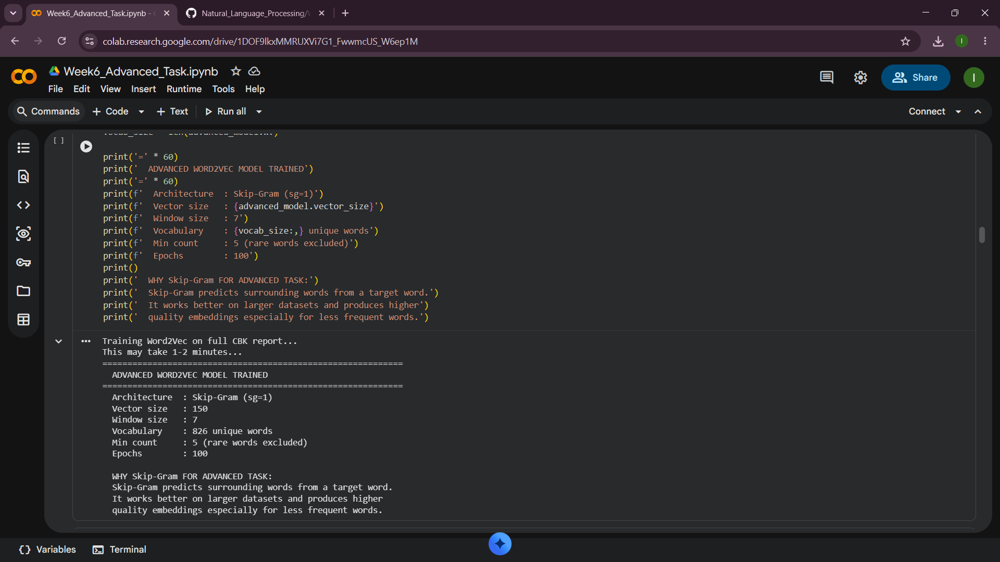 Week6_Advanced_Task.ipynb -
Natural_Language_Processing/
colab.research.google.com/drive/1DOF9lkxMMRUXVi7G1_FwwmcUS_W6ep1M
I
Week6_Advanced_Task.ipynb
File Edit View Insert Runtime Tools Help
Share
I
Commands + Code + Text Run all Connect
[ ]
print('=' * 60)
print('  ADVANCED WORD2VEC MODEL TRAINED')
print('=' * 60)
print(f'  Architecture  : Skip-Gram (sg=1)')
print(f'  Vector size   : {advanced_model.vector_size}')
print(f'  Window size   : 7')
print(f'  Vocabulary    : {vocab_size:,} unique words')
print(f'  Min count     : 5 (rare words excluded)')
print(f'  Epochs        : 100')
print()
print('  WHY Skip-Gram FOR ADVANCED TASK:')
print('  Skip-Gram predicts surrounding words from a target word.')
print('  It works better on larger datasets and produces higher')
print('  quality embeddings especially for less frequent words.')
Training Word2Vec on full CBK report...
This may take 1-2 minutes...
============================================================
ADVANCED WORD2VEC MODEL TRAINED
============================================================
Architecture  : Skip-Gram (sg=1)
Vector size   : 150
Window size   : 7
Vocabulary    : 826 unique words
Min count     : 5 (rare words excluded)
Epochs        : 100
WHY Skip-Gram FOR ADVANCED TASK:
Skip-Gram predicts surrounding words from a target word.
It works better on larger datasets and produces higher
quality embeddings especially for less frequent words.
{} Variables Terminal